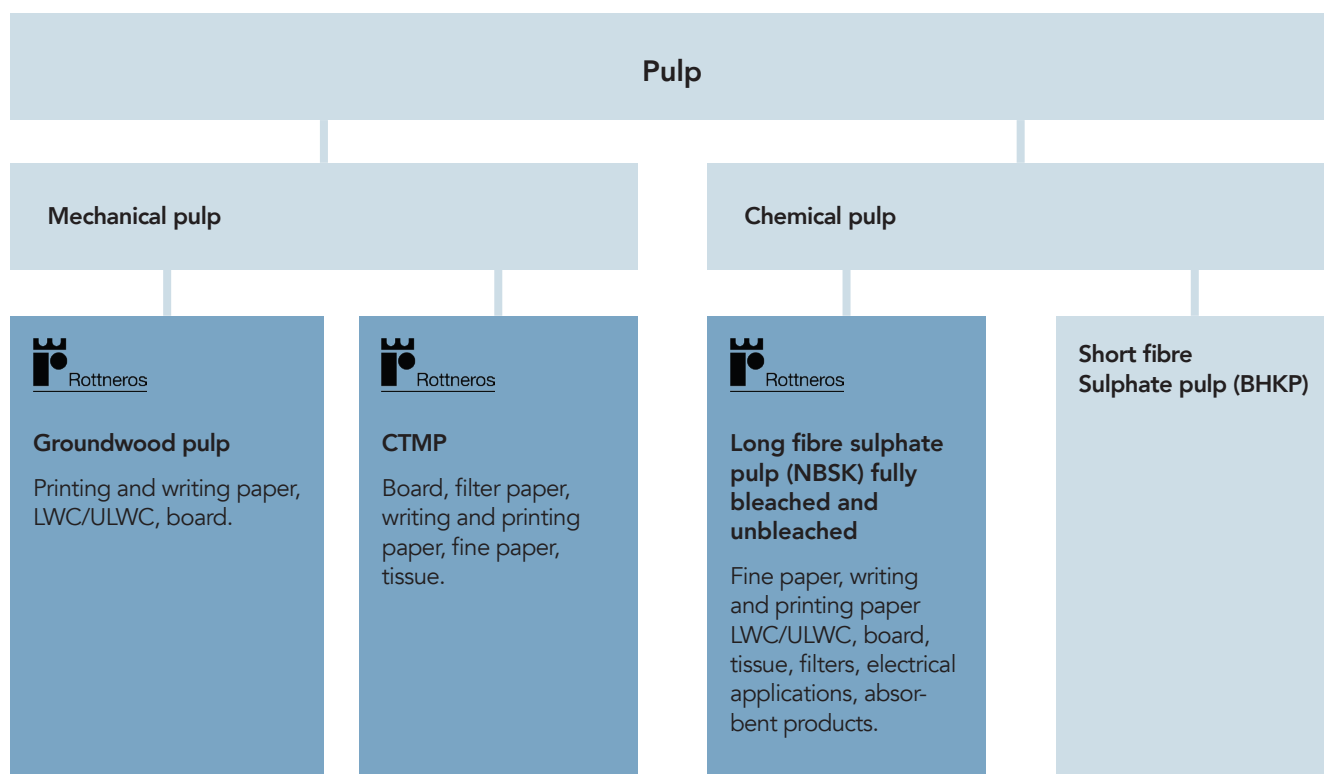 Pulp
Mechanical pulp
Chemical pulp
Rottneros
Groundwood pulp
Printing and writing paper,
LWC/ULWC, board.
Rottneros
CTMP
Board, filter paper,
writing and printing
paper, fine paper,
tissue.
Rottneros
Long fibre sulphate
pulp (NBSK) fully
bleached and
unbleached
Fine paper, writing
and printing paper
LWC/ULWC, board,
tissue, filters, electrical
applications, absor-
bent products.
Short fibre
Sulphate pulp (BHKP)